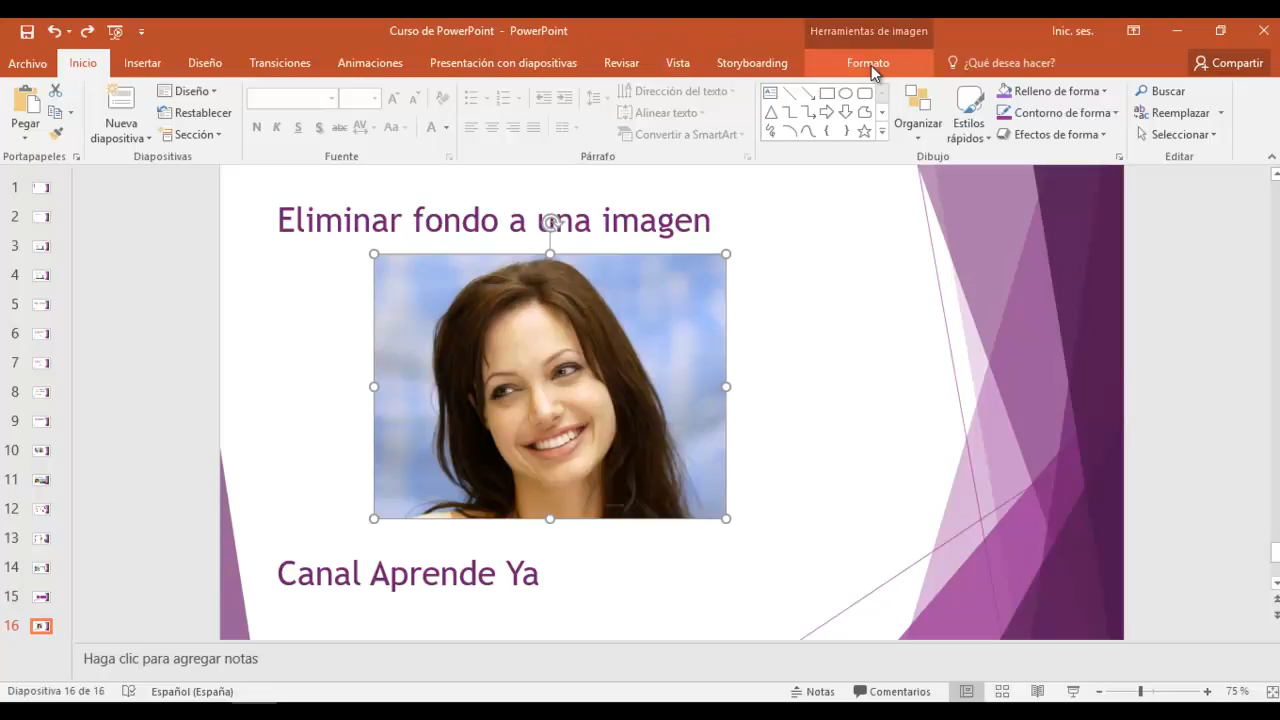 Curso de PowerPoint - PowerPoint
Herramientas de imagen
Inic. ses.
Archivo
Inicio
Insertar
Diseño
Transiciones
Animaciones
Presentación con diapositivas
Revisar
Vista
Storyboarding
Formato
¿Qué desea hacer?
Compartir
Pegar
Nueva
diapositiva
Diseño
Restablecer
Sección
N K S S abc AV Aa A
Dirección del texto
Alinear texto
Convertir a SmartArt
Organizar
Estilos
rápidos
Relleno de forma
Contorno de forma
Efectos de forma
Buscar
Reemplazar
Seleccionar
Portapapeles
Diapositivas
Fuente
Párrafo
Dibujo
Editar
1
2
3
4
5
6
7
8
9
10
11
12
13
14
15
16
Eliminar fondo a una imagen
Canal Aprende Ya
Haga clic para agregar notas
Diapositiva 16 de 16
Español (España)
Notas
Comentarios
75 %